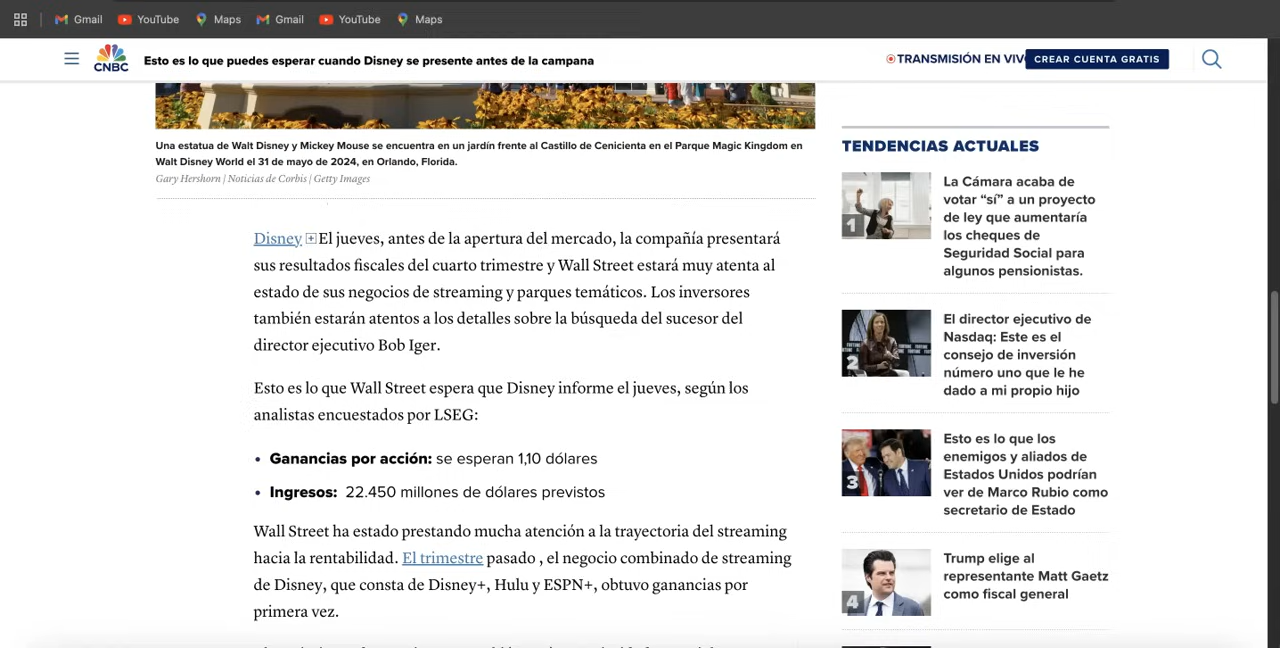 Gmail YouTube Maps Gmail YouTube Maps
CNBC
Esto es lo que puedes esperar cuando Disney se presente antes de la campana
TRANSMISIÓN EN VIV
CREAR CUENTA GRATIS
Una estatua de Walt Disney y Mickey Mouse se encuentra en un jardín frente al Castillo de Cenicienta en el Parque Magic Kingdom en
Walt Disney World el 31 de mayo de 2024, en Orlando, Florida.
Gary Hershorn | Noticias de Corbis | Getty Images
Disney El jueves, antes de la apertura del mercado, la compañía presentará
sus resultados fiscales del cuarto trimestre y Wall Street estará muy atenta al
estado de sus negocios de streaming y parques temáticos. Los inversores
también estarán atentos a los detalles sobre la búsqueda del sucesor del
director ejecutivo Bob Iger.
Esto es lo que Wall Street espera que Disney informe el jueves, según los
analistas encuestados por LSEG:
• Ganancias por acción: se esperan 1,10 dólares
• Ingresos: 22.450 millones de dólares previstos
Wall Street ha estado prestando mucha atención a la trayectoria del streaming
hacia la rentabilidad. El trimestre pasado , el negocio combinado de streaming
de Disney, que consta de Disney+, Hulu y ESPN+, obtuvo ganancias por
primera vez.
TENDENCIAS ACTUALES
1
La Cámara acaba de
votar “sí” a un proyecto
de ley que aumentaría
los cheques de
Seguridad Social para
algunos pensionistas.
2
El director ejecutivo de
Nasdaq: Este es el
consejo de inversión
número uno que le he
dado a mi propio hijo
3
Esto es lo que los
enemigos y aliados de
Estados Unidos podrían
ver de Marco Rubio como
secretario de Estado
4
Trump elige al
representante Matt Gaetz
como fiscal general